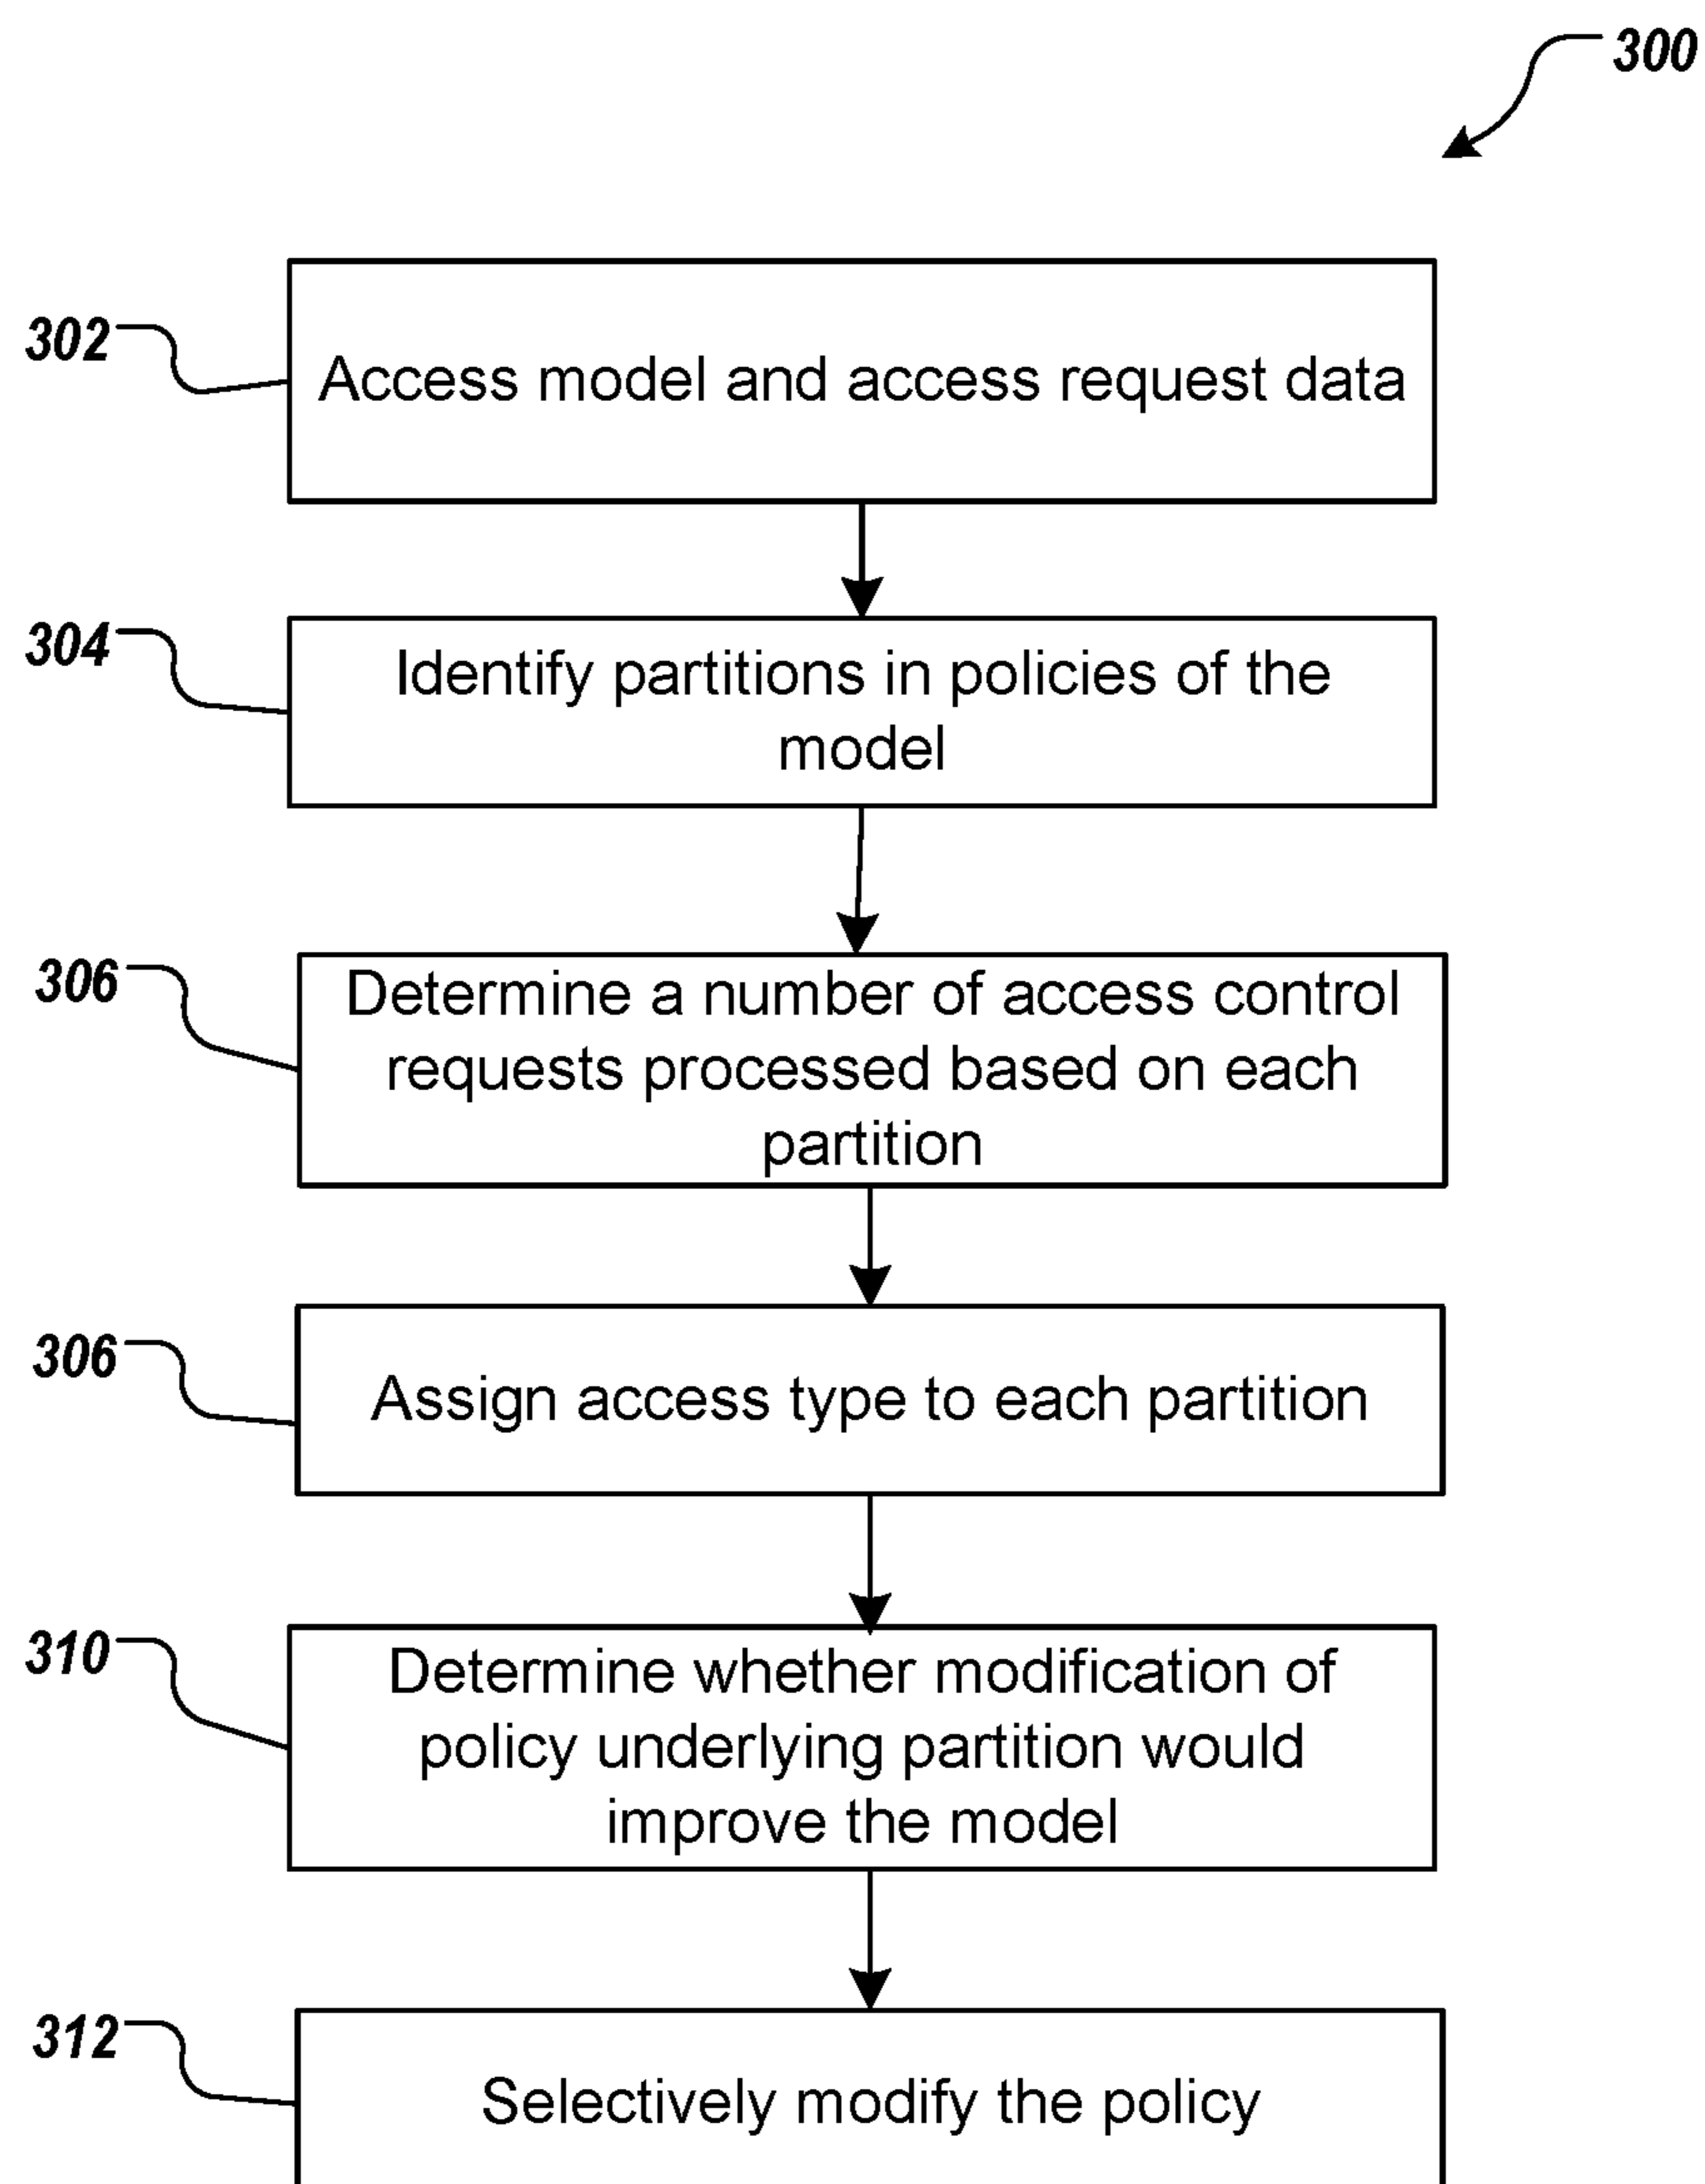 300
302
Access model and access request data
304
Identify partitions in policies of the
model
306
Determine a number of access control
requests processed based on each
partition
306
Assign access type to each partition
310
Determine whether modification of
policy underlying partition would
improve the model
312
Selectively modify the policy